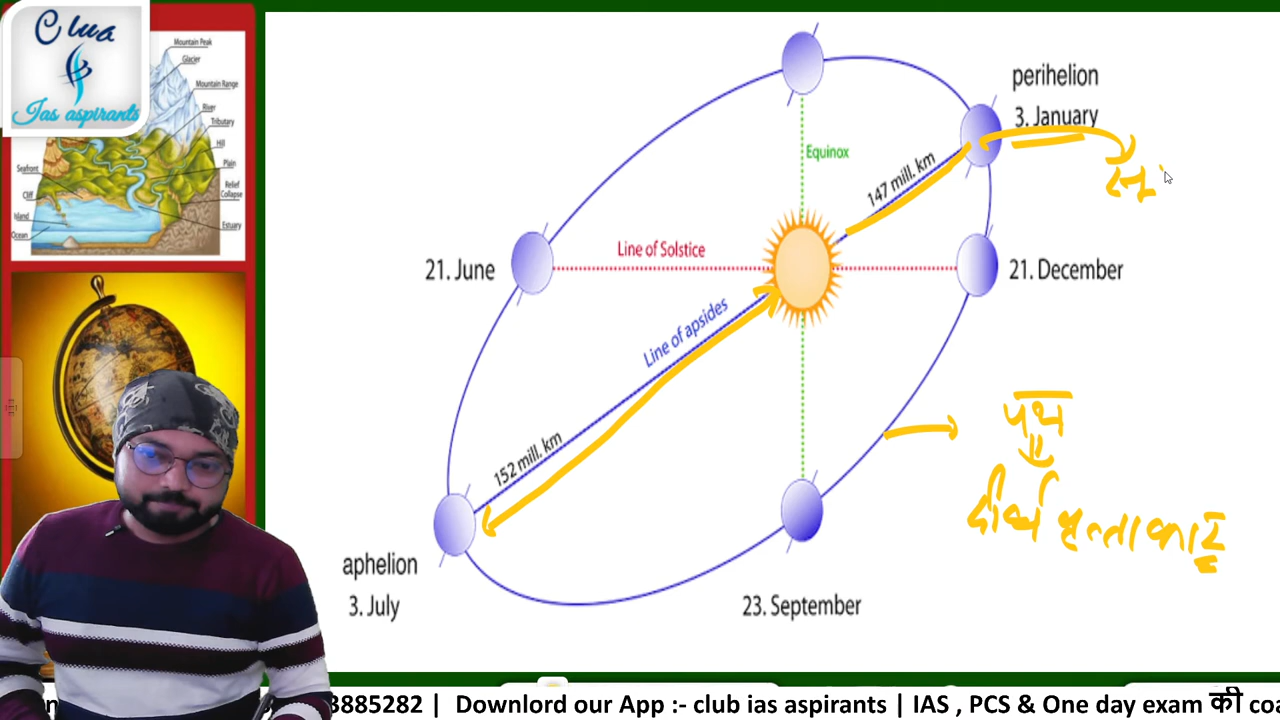 Club
Ias aspirants
Mountain Peak
Glacier
Mountain Range
River
Tributary
Hill
Plain
Relief
Collapse
Estuary
Seafront
Cliff
Island
Ocean
perihelion
3. January
Equinox
147 mill. km
Line of Solstice
21. June
21. December
Line of apsides
152 mill. km
पथ
दीर्घ वृत्ताकार
aphelion
3. July
23. September
3885282 | Downlord our App :- club ias aspirants | IAS , PCS & One day exam की